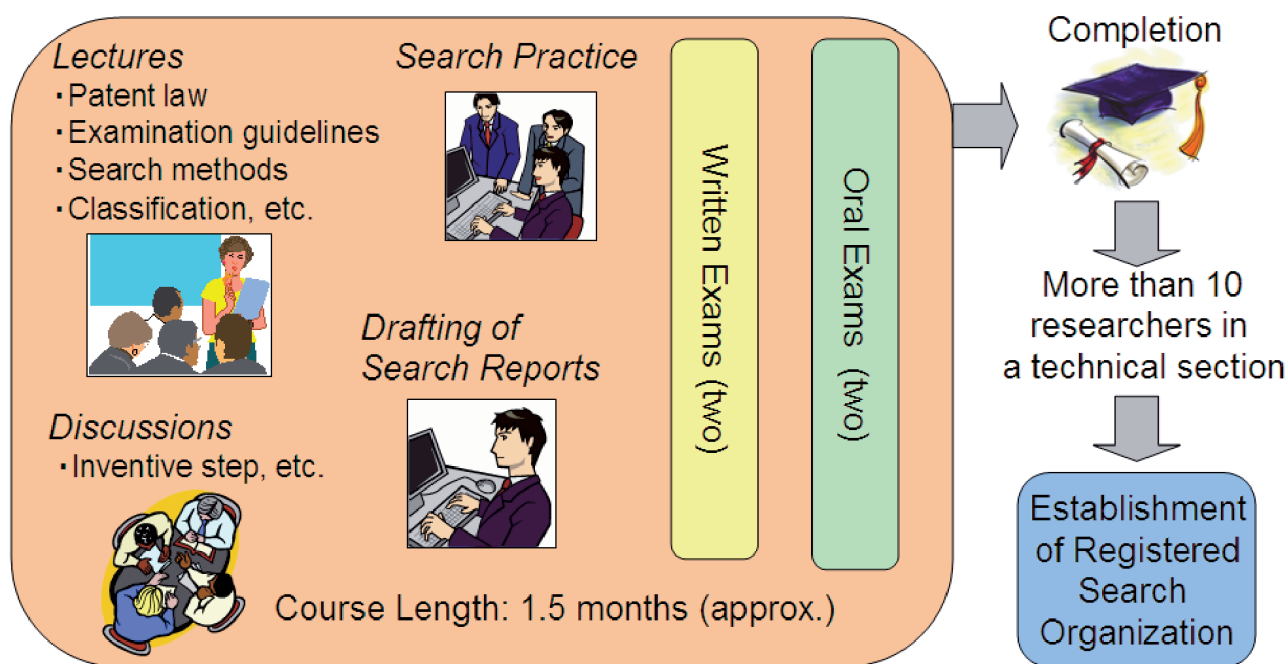 Lectures
・Patent law
・Examination guidelines
・Search methods
・Classification, etc.
Discussions
・Inventive step, etc.
Search Practice
Drafting of
Search Reports
Written Exams (two)
Oral Exams (two)
Course Length: 1.5 months (approx.)
Completion
More than 10
researchers in
a technical section
Establishment
of Registered
Search
Organization